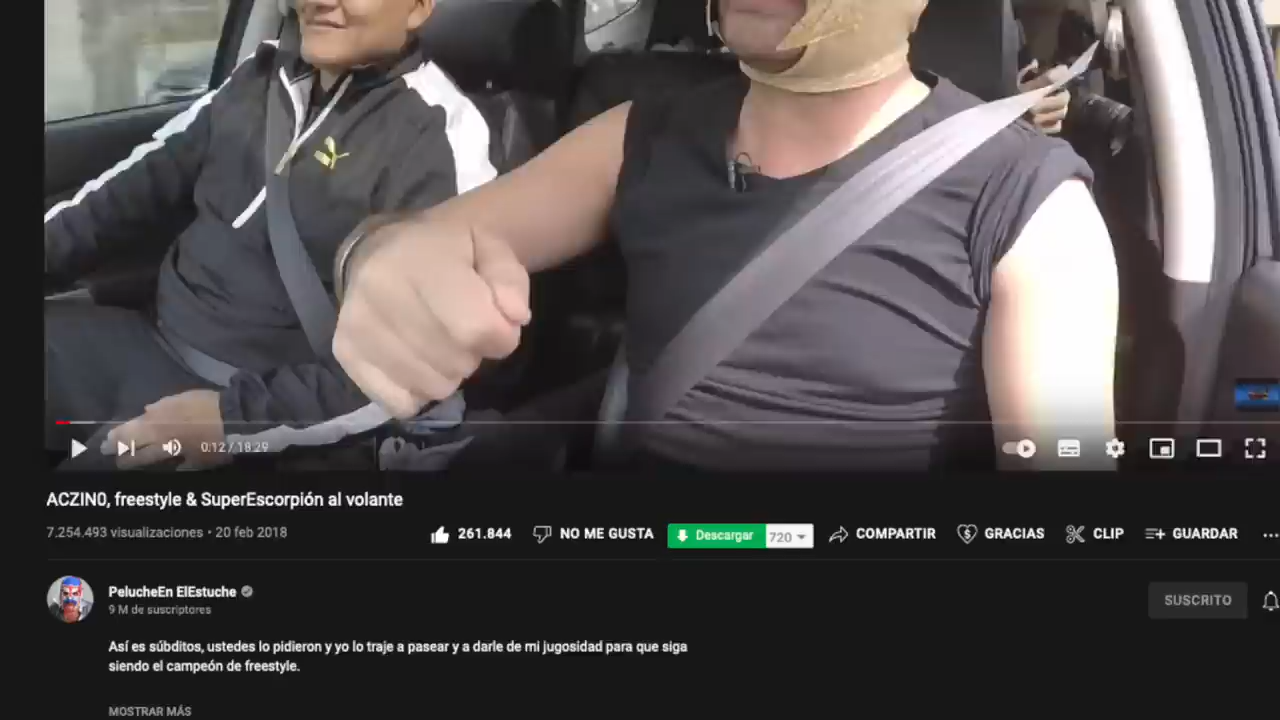 0:12 / 18:29
ACZIN0, freestyle & SuperEscorpión al volante
7.254.493 visualizaciones • 20 feb 2018
261.844 NO ME GUSTA Descargar 720 COMPARTIR GRACIAS CLIP GUARDAR ...
PelucheEn ElEstuche
9 M de suscriptores
SUSCRITO
Así es súbditos, ustedes lo pidieron y yo lo traje a pasear y a darle de mi jugosidad para que siga
siendo el campeón de freestyle.
MOSTRAR MÁS